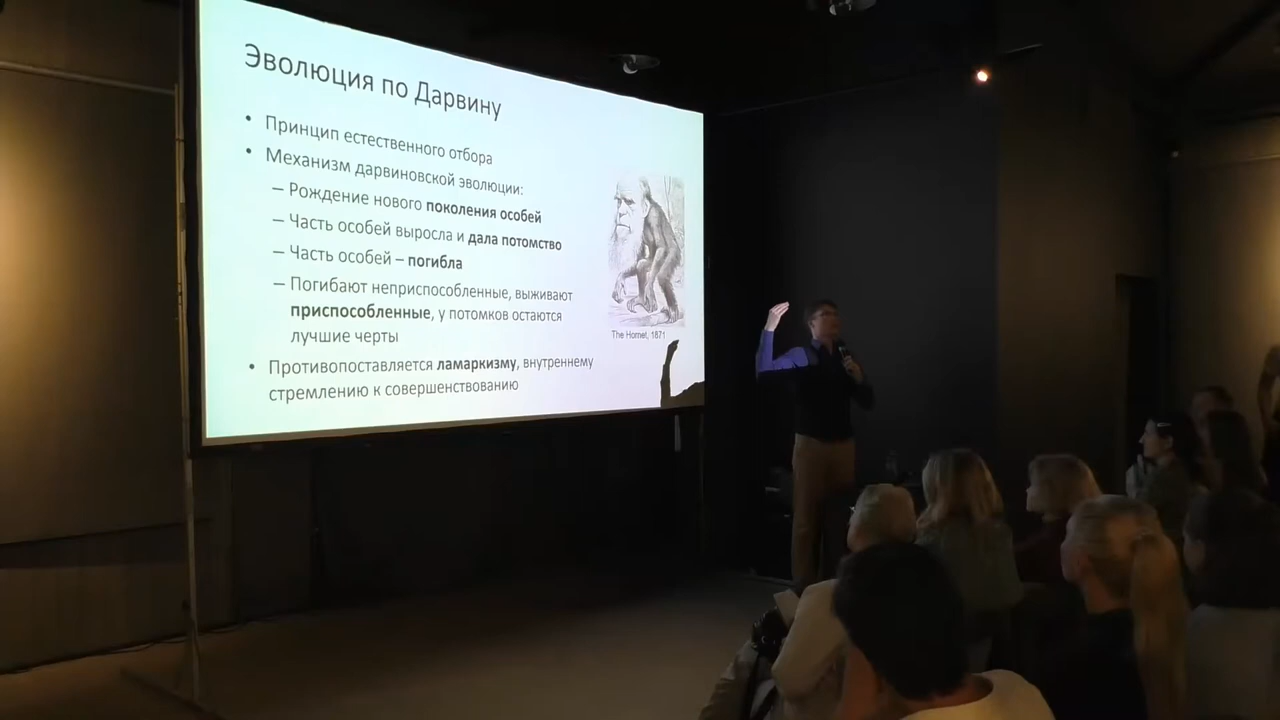 Эволюция по Дарвину
• Принцип естественного отбора
• Механизм дарвиновской эволюции:
– Рождение нового поколения особей
– Часть особей выросла и дала потомство
– Часть особей – погибла
– Погибают неприспособленные, выживают
приспособленные, у потомков остаются
лучшие черты
The Hornet, 1871
• Противопоставляется ламаркизму, внутреннему
стремлению к совершенствованию